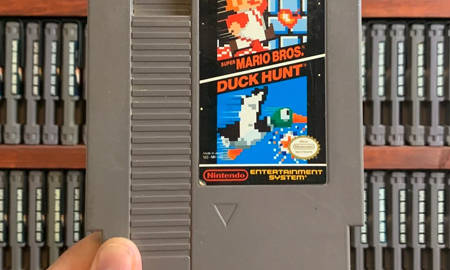 SUPER MARIO BROS.
DUCK HUNT
Nintendo
ENTERTAINMENT
SYSTEM